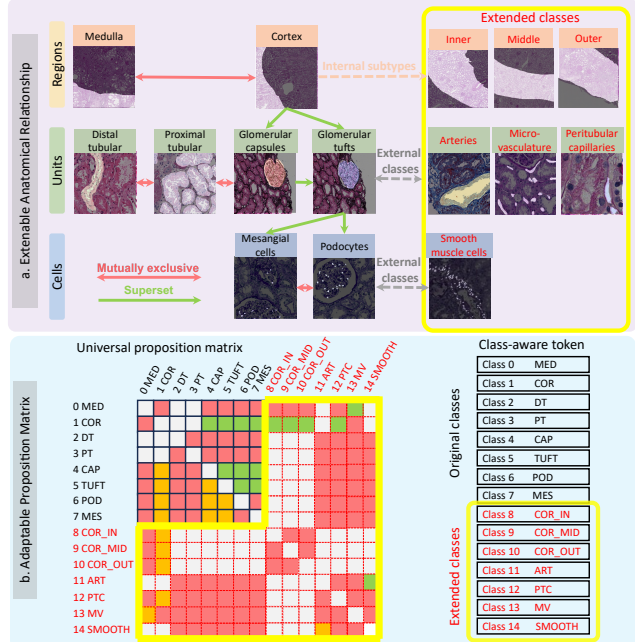 Extended classes
Medulla
Cortex
Inner
Middle
Outer
Internal subtypes
Regions
Distal tubular
Proximal tubular
Glomerular capsules
Glomerular tufts
External classes
Arteries
Micro-vasculature
Peritubular capillaries
Units
a. Extenable Anatomical Relationship
Mesangial cells
Podocytes
External classes
Smooth muscle cells
Cells
Mutually exclusive
Superset
Universal proposition matrix
Class-aware token
b. Adaptable Proposition Matrix
0 MED
1 COR
2 DT
3 PT
4 CAP
5 TUFT
6 POD
7 MES
8 COR_IN
9 COR_MID
10 COR_OUT
11 ART
12 PTC
13 MV
14 SMOOTH
0 MED
1 COR
2 DT
3 PT
4 CAP
5 TUFT
6 POD
7 MES
8 COR_IN
9 COR_MID
10 COR_OUT
11 ART
12 PTC
13 MV
14 SMOOTH
Original classes
Class 0 MED
Class 1 COR
Class 2 DT
Class 3 PT
Class 4 CAP
Class 5 TUFT
Class 6 POD
Class 7 MES
Extended classes
Class 8 COR_IN
Class 9 COR_MID
Class 10 COR_OUT
Class 11 ART
Class 12 PTC
Class 13 MV
Class 14 SMOOTH